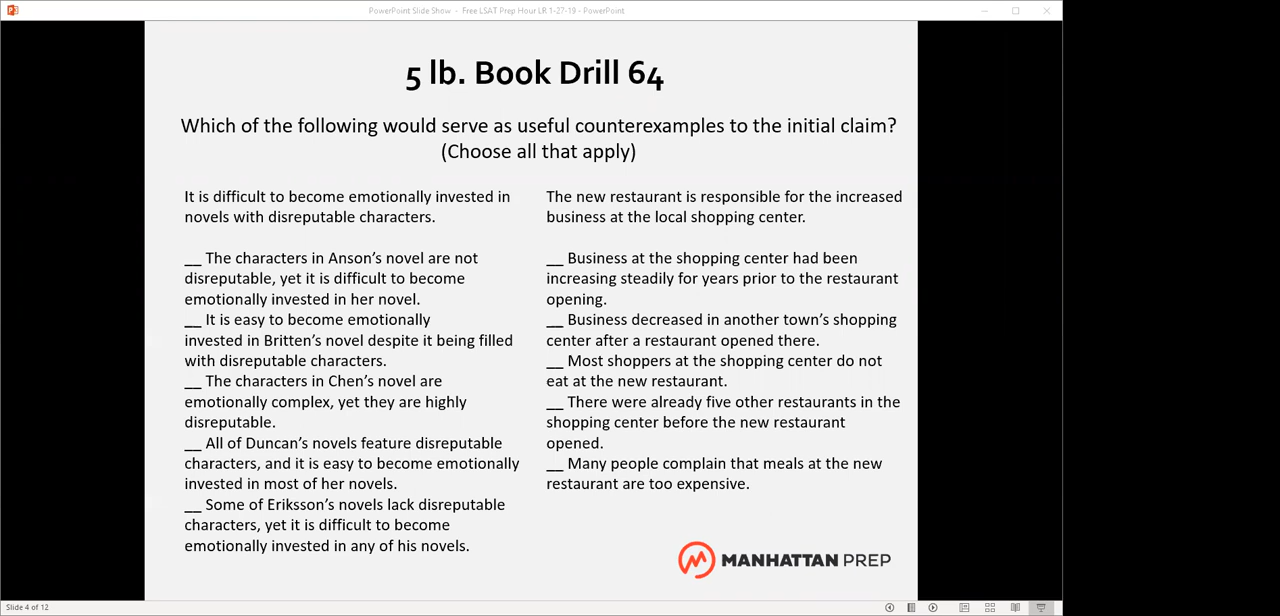 PowerPoint Slide Show - Free LSAT Prep Hour LR 1-27-19 - PowerPoint
5 lb. Book Drill 64
Which of the following would serve as useful counterexamples to the initial claim?
(Choose all that apply)
It is difficult to become emotionally invested in
novels with disreputable characters.
__ The characters in Anson's novel are not
disreputable, yet it is difficult to become
emotionally invested in her novel.
__ It is easy to become emotionally
invested in Britten's novel despite it being filled
with disreputable characters.
__ The characters in Chen's novel are
emotionally complex, yet they are highly
disreputable.
__ All of Duncan's novels feature disreputable
characters, and it is easy to become emotionally
invested in most of her novels.
__ Some of Eriksson's novels lack disreputable
characters, yet it is difficult to become
emotionally invested in any of his novels.
The new restaurant is responsible for the increased
business at the local shopping center.
__ Business at the shopping center had been
increasing steadily for years prior to the restaurant
opening.
__ Business decreased in another town's shopping
center after a restaurant opened there.
__ Most shoppers at the shopping center do not
eat at the new restaurant.
__ There were already five other restaurants in the
shopping center before the new restaurant
opened.
__ Many people complain that meals at the new
restaurant are too expensive.
MANHATTAN PREP
Slide 4 of 12